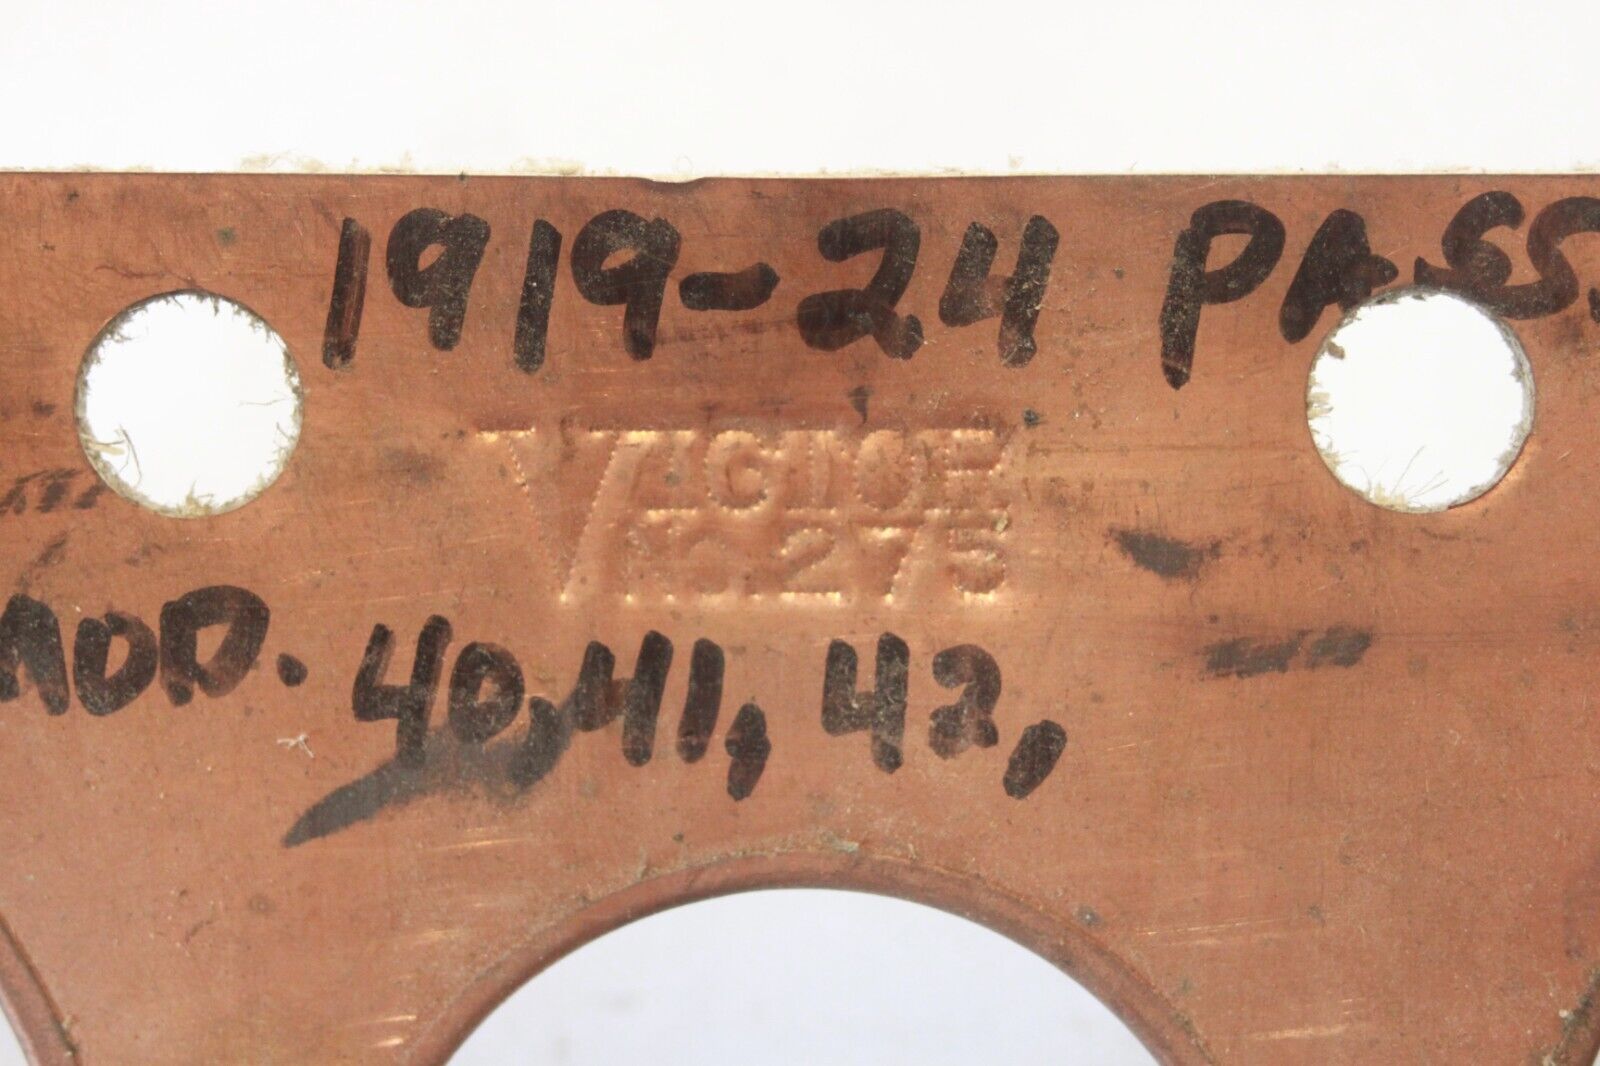 1919-24 PASS.
VICTOR
No. 275
MOD. 40, 41, 42,